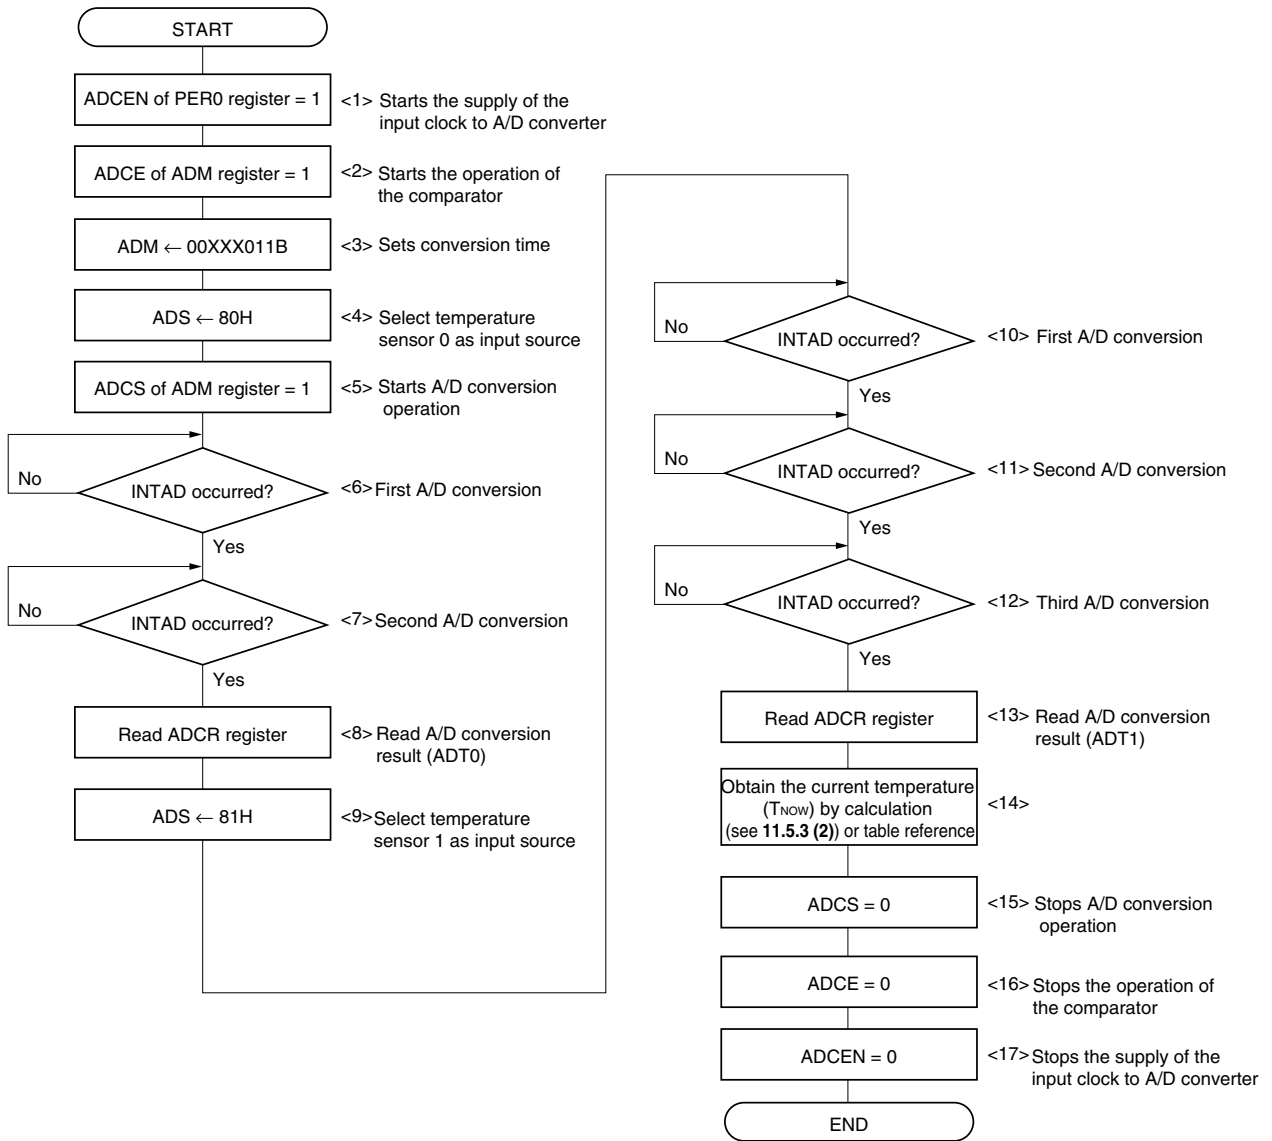 START
ADCEN of PER0 register = 1
<1> Starts the supply of the
input clock to A/D converter
ADCE of ADM register = 1
<2> Starts the operation of
the comparator
ADM ← 00XXX011B
<3> Sets conversion time
ADS ← 80H
<4> Select temperature
sensor 0 as input source
ADCS of ADM register = 1
<5> Starts A/D conversion
operation
No
INTAD occurred?
<6> First A/D conversion
Yes
No
INTAD occurred?
<7> Second A/D conversion
Yes
Read ADCR register
<8> Read A/D conversion
result (ADT0)
ADS ← 81H
<9> Select temperature
sensor 1 as input source
No
INTAD occurred?
<10> First A/D conversion
Yes
No
INTAD occurred?
<11> Second A/D conversion
Yes
No
INTAD occurred?
<12> Third A/D conversion
Yes
Read ADCR register
<13> Read A/D conversion
result (ADT1)
Obtain the current temperature
(TNOW) by calculation
(see 11.5.3 (2)) or table reference
<14>
ADCS = 0
<15> Stops A/D conversion
operation
ADCE = 0
<16> Stops the operation of
the comparator
ADCEN = 0
<17> Stops the supply of the
input clock to A/D converter
END